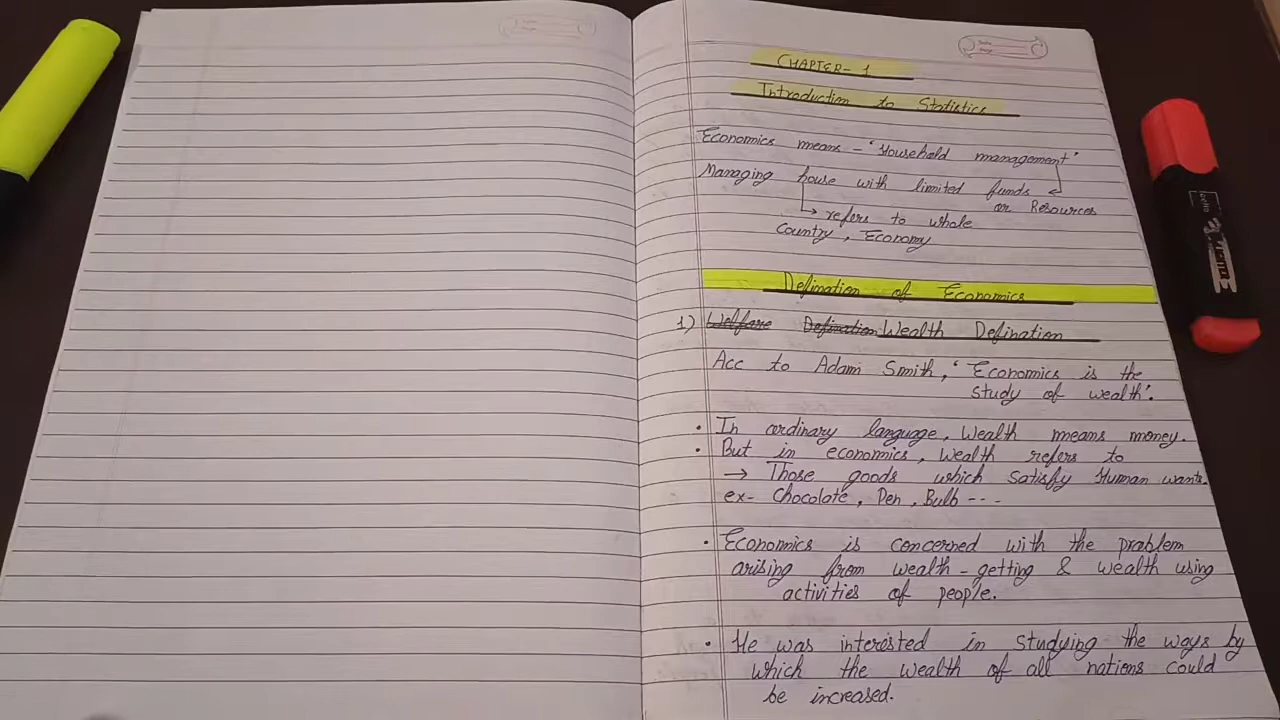 CHAPTER- 1
Introduction to Statistics
Economics means - 'Household management'
Managing house with limited funds
or Resources
↳ refers to whole
Country, Economy
Defination of Economics
1) Welfare Defination Wealth Defination
Acc to Adam Smith, 'Economics is the
study of wealth'.
• In ordinary language, Wealth means money.
• But in economics, Wealth refers to
→ Those goods which satisfy Human wants.
ex- Chocolate, Pen, Bulb ---
• Economics is concerned with the problem
arising from wealth-getting & wealth using
activities of people.
• He was interested in studying the ways by
which the wealth of all nations could
be increased.
cello